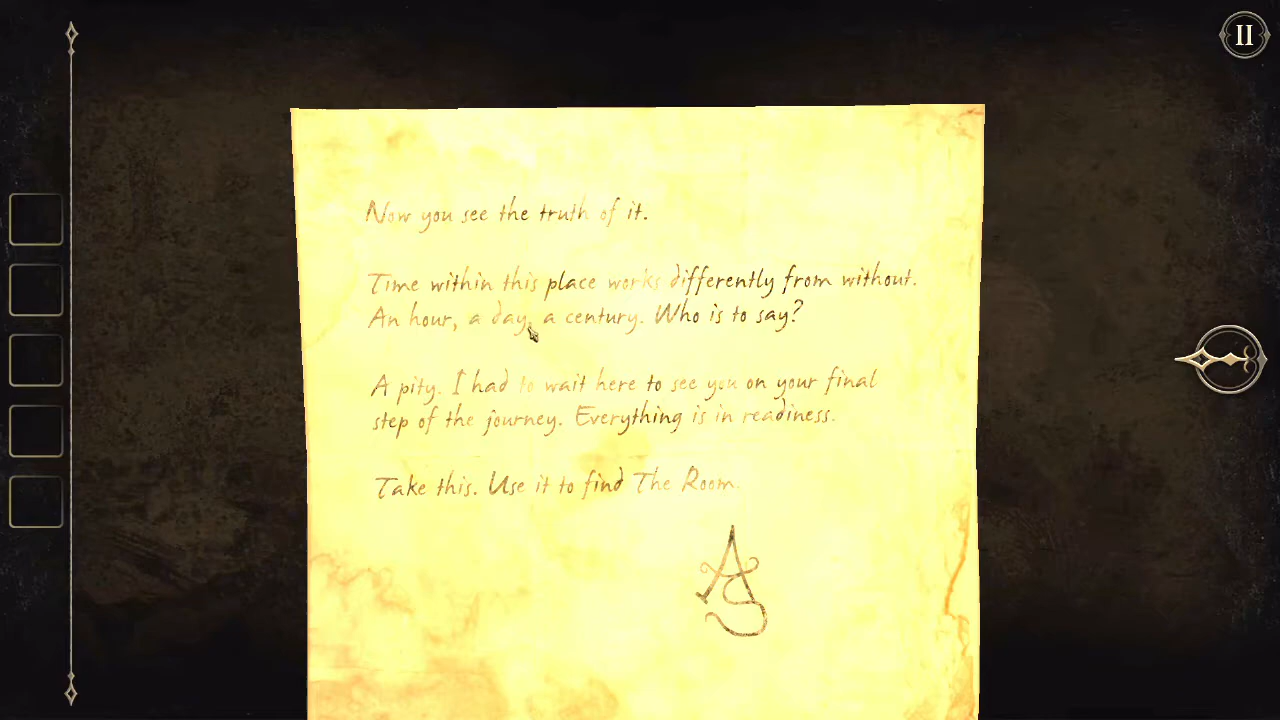 II
Now you see the truth of it.
Time within this place works differently from without.
An hour, a day, a century. Who is to say?
A pity. I had to wait here to see you on your final
step of the journey. Everything is in readiness.
Take this. Use it to find The Room.
AS